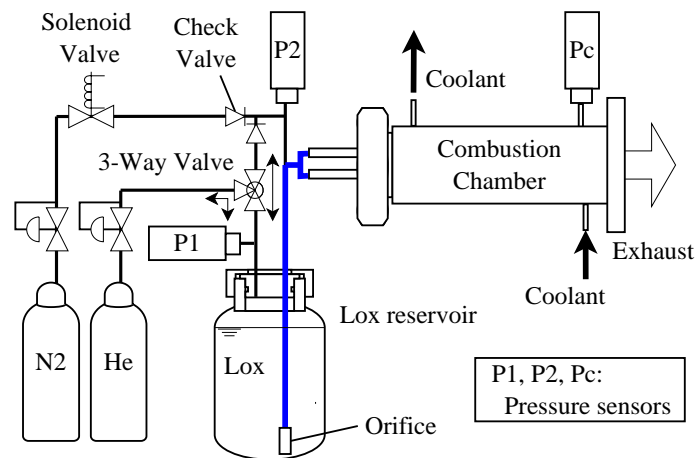 Solenoid
Valve
Check
Valve
P2
Pc
Coolant
3-Way Valve
Combustion
Chamber
P1
Exhaust
Coolant
Lox reservoir
N2
He
Lox
P1, P2, Pc:
Pressure sensors
Orifice